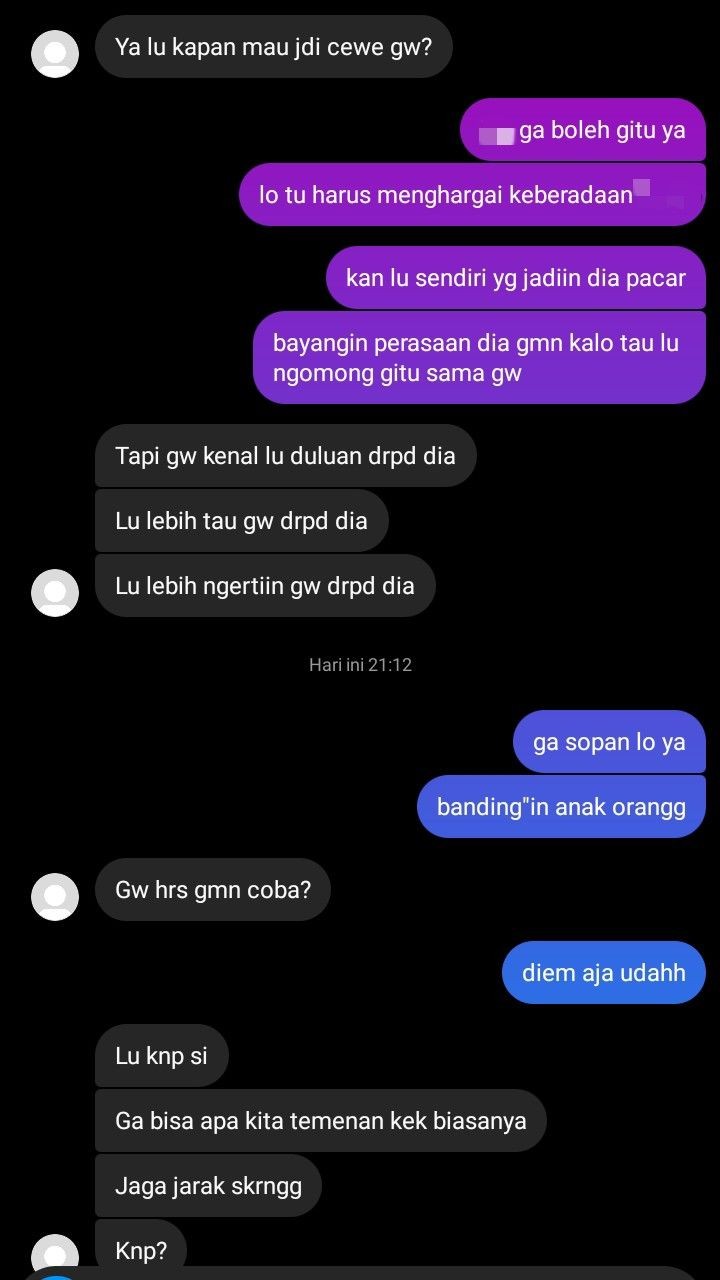 Ya lu kapan mau jdi cewe gw?
ga boleh gitu ya
lo tu harus menghargai keberadaan
kan lu sendiri yg jadiin dia pacar
bayangin perasaan dia gmn kalo tau lu
ngomong gitu sama gw
Tapi gw kenal lu duluan drpd dia
Lu lebih tau gw drpd dia
Lu lebih ngertiin gw drpd dia
Hari ini 21:12
ga sopan lo ya
banding"in anak orangg
Gw hrs gmn coba?
diem aja udahh
Lu knp si
Ga bisa apa kita temenan kek biasanya
Jaga jarak skrngg
Knp?